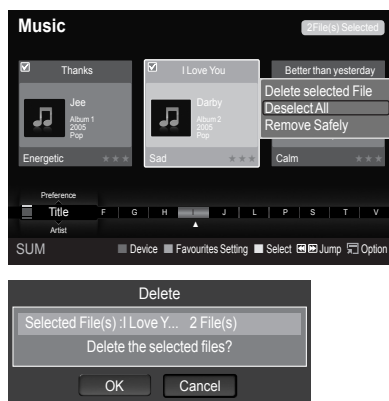 Music
2File(s) Selected
Thanks
Jee
Album 1
2005
Pop
Energetic
I Love You
Darby
Album 2
2005
Pop
Sad
Better than yesterday
Calm
Delete selected File
Deselect All
Remove Safely
Preference
Title F G H I J L P S T V
Artist
SUM Device Favourites Setting Select Jump Option
Delete
Selected File(s) :I Love Y... 2 File(s)
Delete the selected files?
OK Cancel